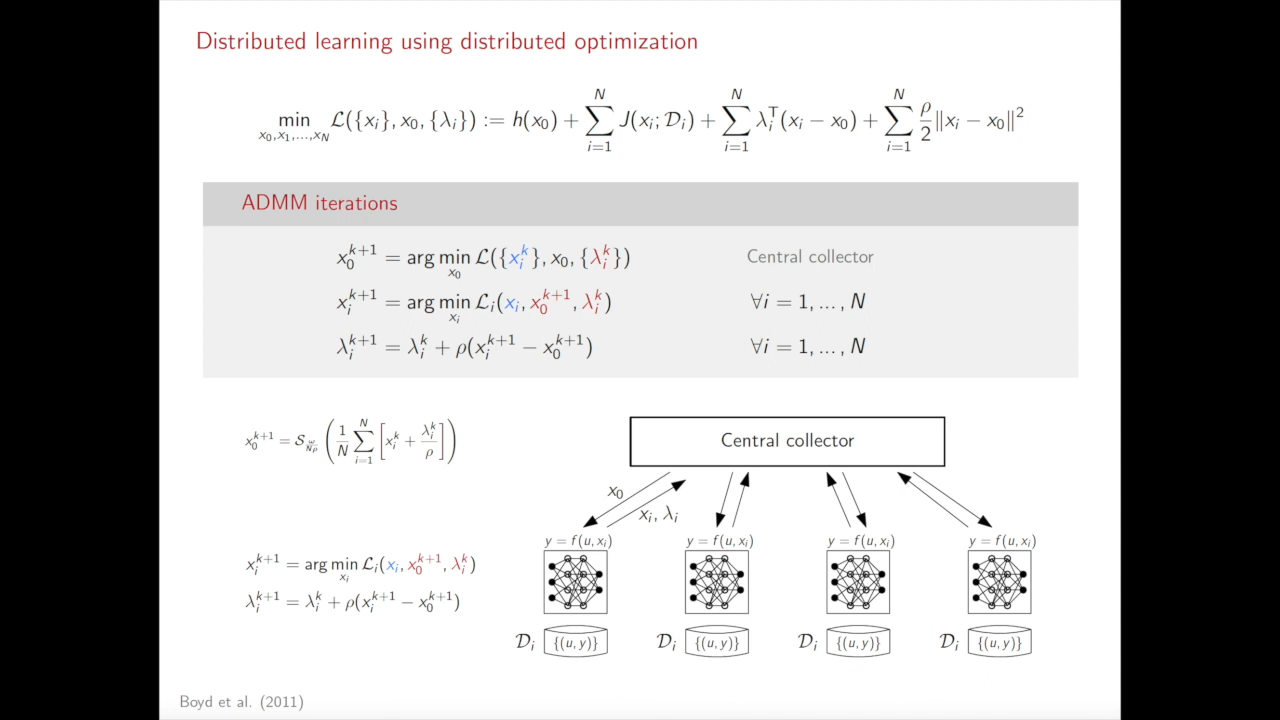 Distributed learning using distributed optimization
min_{x_0,x_1,...,x_N} ℒ({x_i}, x_0, {λ_i}) := h(x_0) + ∑_{i=1}^{N} J(x_i; 𝒟_i) + ∑_{i=1}^{N} λ_i^⊤(x_i − x_0) + ∑_{i=1}^{N} ρ/2 ‖x_i − x_0‖^2
ADMM iterations
x_0^{k+1} = arg min_{x_0} ℒ({x_i^k}, x_0, {λ_i^k}) Central collector
x_i^{k+1} = arg min_{x_i} ℒ_i(x_i, x_0^{k+1}, λ_i^k) ∀i = 1, ..., N
λ_i^{k+1} = λ_i^k + ρ(x_i^{k+1} − x_0^{k+1}) ∀i = 1, ..., N
x_0^{k+1} = 𝒮_{ω/(Nρ)} (1/N ∑_{i=1}^{N} [x_i^k + λ_i^k/ρ])
Central collector
x_0
x_i, λ_i
y = f(u, x_i) y = f(u, x_i) y = f(u, x_i) y = f(u, x_i)
x_i^{k+1} = arg min_{x_i} ℒ_i(x_i, x_0^{k+1}, λ_i^k)
λ_i^{k+1} = λ_i^k + ρ(x_i^{k+1} − x_0^{k+1})
𝒟_i {(u, y)} 𝒟_i {(u, y)} 𝒟_i {(u, y)} 𝒟_i {(u, y)}
Boyd et al. (2011)